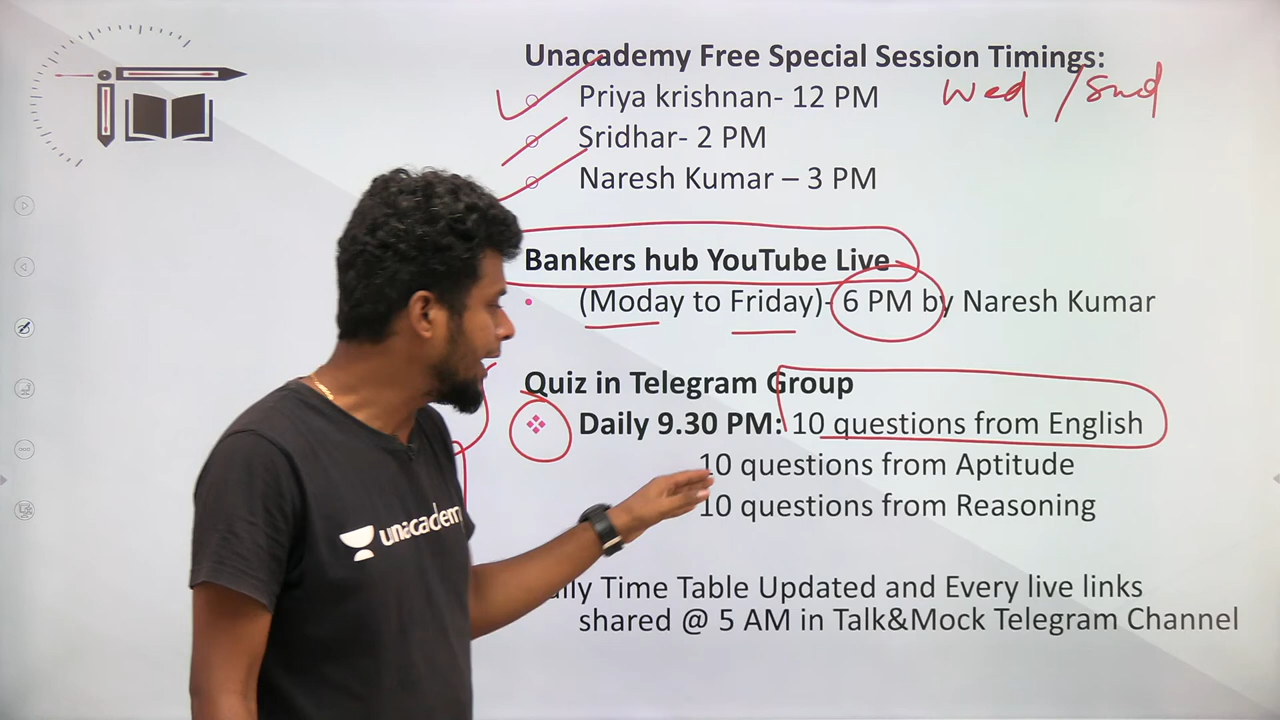 Unacademy Free Special Session Timings:
Priya krishnan- 12 PM
Wed / Snd
Sridhar- 2 PM
Naresh Kumar – 3 PM
Bankers hub YouTube Live
(Moday to Friday)- 6 PM by Naresh Kumar
Quiz in Telegram Group
Daily 9.30 PM: 10 questions from English
10 questions from Aptitude
10 questions from Reasoning
Time Table Updated and Every live links
shared @ 5 AM in Talk&Mock Telegram Channel
unacademy